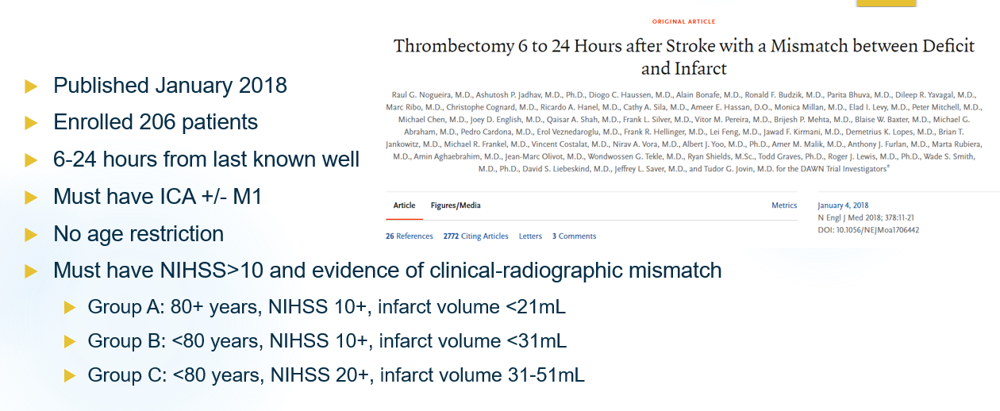 ORIGINAL ARTICLE
Thrombectomy 6 to 24 Hours after Stroke with a Mismatch between Deficit
and Infarct
Raul G. Nogueira, M.D., Ashutosh P. Jadhav, M.D., Ph.D., Diogo C. Haussen, M.D., Alain Bonafe, M.D., Ronald F. Budzik, M.D., Parita Bhuva, M.D., Dileep R. Yavagal, M.D.,
Marc Ribo, M.D., Christophe Cognard, M.D., Ricardo A. Hanel, M.D., Cathy A. Sila, M.D., Ameer E. Hassan, D.O., Monica Millan, M.D., Elad I. Levy, M.D., Peter Mitchell, M.D.,
Michael Chen, M.D., Joey D. English, M.D., Qaisar A. Shah, M.D., Frank L. Silver, M.D., Vitor M. Pereira, M.D., Brijesh P. Mehta, M.D., Blaise W. Baxter, M.D., Michael G.
Abraham, M.D., Pedro Cardona, M.D., Erol Veznedaroglu, M.D., Frank R. Hellinger, M.D., Lei Feng, M.D., Jawad F. Kirmani, M.D., Demetrius K. Lopes, M.D., Brian T.
Jankowitz, M.D., Michael R. Frankel, M.D., Vincent Costalat, M.D., Nirav A. Vora, M.D., Albert J. Yoo, M.D., Ph.D., Amer M. Malik, M.D., Anthony J. Furlan, M.D., Marta Rubiera,
M.D., Amin Aghaebrahim, M.D., Jean-Marc Olivot, M.D., Wondwossen G. Tekle, M.D., Ryan Shields, M.Sc., Todd Graves, Ph.D., Roger J. Lewis, M.D., Ph.D., Wade S. Smith,
M.D., Ph.D., David S. Liebeskind, M.D., Jeffrey L. Saver, M.D., and Tudor G. Jovin, M.D. for the DAWN Trial Investigators*
Article Figures/Media Metrics
26 References 2772 Citing Articles Letters 3 Comments
January 4, 2018
N Engl J Med 2018; 378:11-21
DOI: 10.1056/NEJMoa1706442
Published January 2018
Enrolled 206 patients
6-24 hours from last known well
Must have ICA +/- M1
No age restriction
Must have NIHSS>10 and evidence of clinical-radiographic mismatch
Group A: 80+ years, NIHSS 10+, infarct volume <21mL
Group B: <80 years, NIHSS 10+, infarct volume <31mL
Group C: <80 years, NIHSS 20+, infarct volume 31-51mL